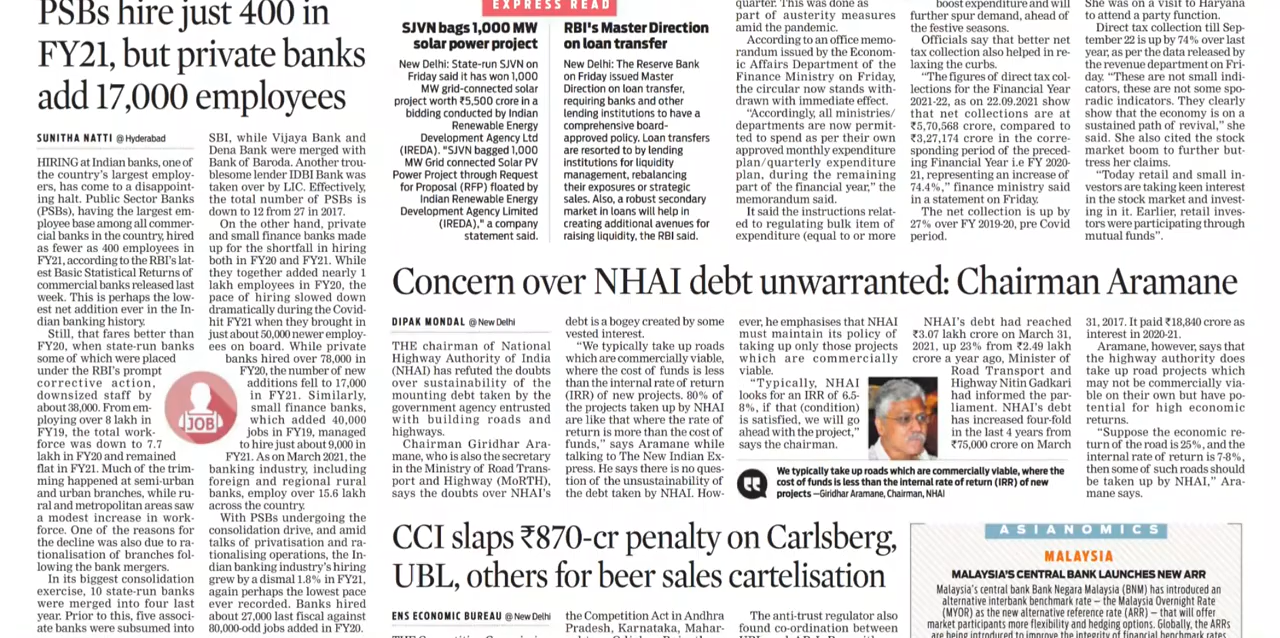 PSBs hire just 400 in
FY21, but private banks
add 17,000 employees
SUNITHA NATTI @ Hyderabad
HIRING at Indian banks, one of
the country's largest employ-
ers, has come to a disappoint-
ing halt. Public Sector Banks
(PSBs), having the largest em-
ployee base among all commer-
cial banks in the country, hired
as fewer as 400 employees in
FY21, according to the RBI's lat-
est Basic Statistical Returns of
commercial banks released last
week. This is perhaps the low-
est net addition ever in the In-
dian banking history.
Still, that fares better than
FY20, when state-run banks
some of which were placed
under the RBI's prompt
corrective action,
downsized staff by
about 38,000. From em-
ploying over 8 lakh in
FY19, the total work-
force was down to 7.7
lakh in FY20 and remained
flat in FY21. Much of the trim-
ming happened at semi-urban
and urban branches, while ru-
ral and metropolitan areas saw
a modest increase in work-
force. One of the reasons for
the decline was also due to ra-
tionalisation of branches fol-
lowing the bank mergers.
In its biggest consolidation
exercise, 10 state-run banks
were merged into four last
year. Prior to this, five associ-
ate banks were subsumed into
SBI, while Vijaya Bank and
Dena Bank were merged with
Bank of Baroda. Another trou-
blesome lender IDBI Bank was
taken over by LIC. Effectively,
the total number of PSBs is
down to 12 from 27 in 2017.
On the other hand, private
and small finance banks made
up for the shortfall in hiring
both in FY20 and FY21. While
they together added nearly 1
lakh employees in FY20, the
pace of hiring slowed down
dramatically during the Covid-
hit FY21 when they brought in
just about 50,000 newer employ-
ees on board. While private
banks hired over 78,000 in
FY20, the number of new
additions fell to 17,000
in FY21. Similarly,
small finance banks,
which added 40,000
jobs in FY19, managed
to hire just about 9,000 in
FY21. As on March 2021, the
banking industry, including
foreign and regional rural
banks, employ over 15.6 lakh
across the country.
With PSBs undergoing the
consolidation drive, and amid
talks of privatisation and ra-
tionalising operations, the In-
dian banking industry's hiring
grew by a dismal 1.8% in FY21,
again perhaps the lowest pace
ever recorded. Banks hired
about 27,000 last fiscal against
80,000-odd jobs added in FY20.
JOB
EXPRESS READ
SJVN bags 1,000 MW
solar power project
New Delhi: State-run SJVN on
Friday said it has won 1,000
MW grid-connected solar
project worth ₹5,500 crore in a
bidding conducted by Indian
Renewable Energy
Development Agency Ltd
(IREDA). "SJVN bagged 1,000
MW Grid connected Solar PV
Power Project through Request
for Proposal (RFP) floated by
Indian Renewable Energy
Development Agency Limited
(IREDA)," a company
statement said.
RBI's Master Direction
on loan transfer
New Delhi: The Reserve Bank
on Friday issued Master
Direction on loan transfer,
requiring banks and other
lending institutions to have a
comprehensive board-
approved policy. Loan transfers
are resorted to by lending
institutions for liquidity
management, rebalancing
their exposures or strategic
sales. Also, a robust secondary
market in loans will help in
creating additional avenues for
raising liquidity, the RBI said.
quarter. This was done as
part of austerity measures
amid the pandemic.
According to an office memo-
randum issued by the Econom-
ic Affairs Department of the
Finance Ministry on Friday,
the circular now stands with-
drawn with immediate effect.
"Accordingly, all ministries/
departments are now permit-
ted to spend as per their own
approved monthly expenditure
plan/quarterly expenditure
plan, during the remaining
part of the financial year," the
memorandum said.
It said the instructions relat-
ed to regulating bulk item of
expenditure (equal to or more
boost expenditure and will
further spur demand, ahead of
the festive seasons.
Officials say that better net
tax collection also helped in re-
laxing the curbs.
"The figures of direct tax col-
lections for the Financial Year
2021-22, as on 22.09.2021 show
that net collections are at
₹5,70,568 crore, compared to
₹3,27,174 crore in the corre-
sponding period of the preced-
ing Financial Year i.e FY 2020-
21, representing an increase of
74.4%," finance ministry said
in a statement on Friday.
The net collection is up by
27% over FY 2019-20, pre Covid
period.
She was on a visit to Haryana
to attend a party function.
Direct tax collection till Sep-
tember 22 is up by 74% over last
year, as per the data released by
the revenue department on Fri-
day. "These are not small indi-
cators, these are not some spo-
radic indicators. They clearly
show that the economy is on a
sustained path of revival," she
said. She also cited the stock
market boom to further but-
tress her claims.
"Today retail and small in-
vestors are taking keen interest
in the stock market and invest-
ing in it. Earlier, retail inves-
tors were participating through
mutual funds".
Concern over NHAI debt unwarranted: Chairman Aramane
DIPAK MONDAL @ New Delhi
THE chairman of National
Highway Authority of India
(NHAI) has refuted the doubts
over sustainability of the
mounting debt taken by the
government agency entrusted
with building roads and
highways.
Chairman Giridhar Ara-
mane, who is also the secretary
in the Ministry of Road Trans-
port and Highway (MoRTH),
says the doubts over NHAI's
debt is a bogey created by some
vested interest.
"We typically take up roads
which are commercially viable,
where the cost of funds is less
than the internal rate of return
(IRR) of new projects. 80% of
the projects taken up by NHAI
are like that where the rate of
return is more than the cost of
funds," says Aramane while
talking to The New Indian Ex-
press. He says there is no ques-
tion of the unsustainability of
the debt taken by NHAI. How-
ever, he emphasises that NHAI
must maintain its policy of
taking up only those projects
which are commercially
viable.
"Typically, NHAI
looks for an IRR of 6.5-
8%, if that (condition)
is satisfied, we will go
ahead with the project,"
says the chairman.
NHAI's debt had reached
₹3.07 lakh crore on March 31,
2021, up 23% from ₹2.49 lakh
crore a year ago, Minister of
Road Transport and
Highway Nitin Gadkari
had informed the par-
liament. NHAI's debt
has increased four-fold
in the last 4 years from
₹75,000 crore on March
31, 2017. It paid ₹18,840 crore as
interest in 2020-21.
Aramane, however, says that
the highway authority does
take up road projects which
may not be commercially via-
ble on their own but have po-
tential for high economic
returns.
"Suppose the economic re-
turn of the road is 25%, and the
internal rate of return is 7-8%,
then some of such roads should
be taken up by NHAI," Ara-
mane says.
We typically take up roads which are commercially viable, where the
cost of funds is less than the internal rate of return (IRR) of new
projects —Giridhar Aramane, Chairman, NHAI
CCI slaps ₹870-cr penalty on Carlsberg,
UBL, others for beer sales cartelisation
ENS ECONOMIC BUREAU @ New Delhi
the Competition Act in Andhra
Pradesh, Karnataka, Mahar-
The anti-trust regulator also
found co-ordination between
ASIANOMICS
MALAYSIA
MALAYSIA'S CENTRAL BANK LAUNCHES NEW ARR
Malaysia's central bank Bank Negara Malaysia (BNM) has introduced an
alternative interbank benchmark rate – the Malaysia Overnight Rate
(MYOR) as the new alternative reference rate (ARR) – that will offer
market participants more flexibility and hedging options. Globally, the ARRs
are being introduced to improve the integrity of financial benchmark rates